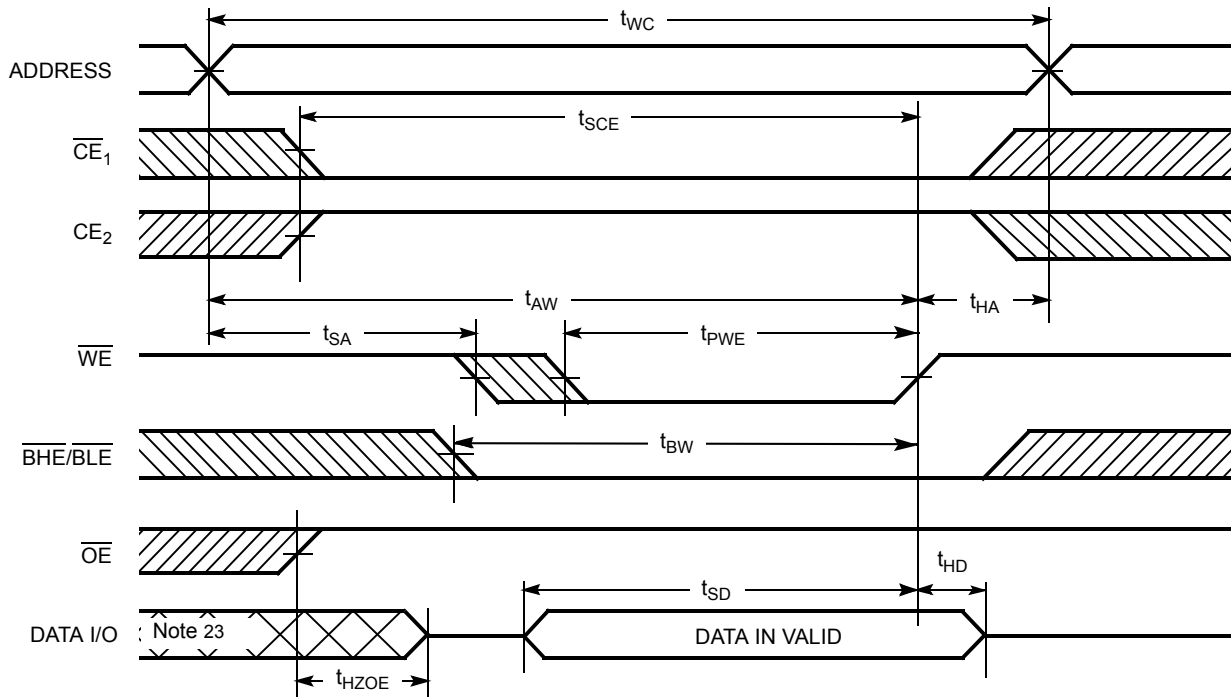 tWC
ADDRESS
tSCE
CE1
CE2
tAW
tHA
tSA
tPWE
WE
tBW
BHE/BLE
OE
tHD
tSD
DATA I/O
Note 23
DATA IN VALID
tHZOE